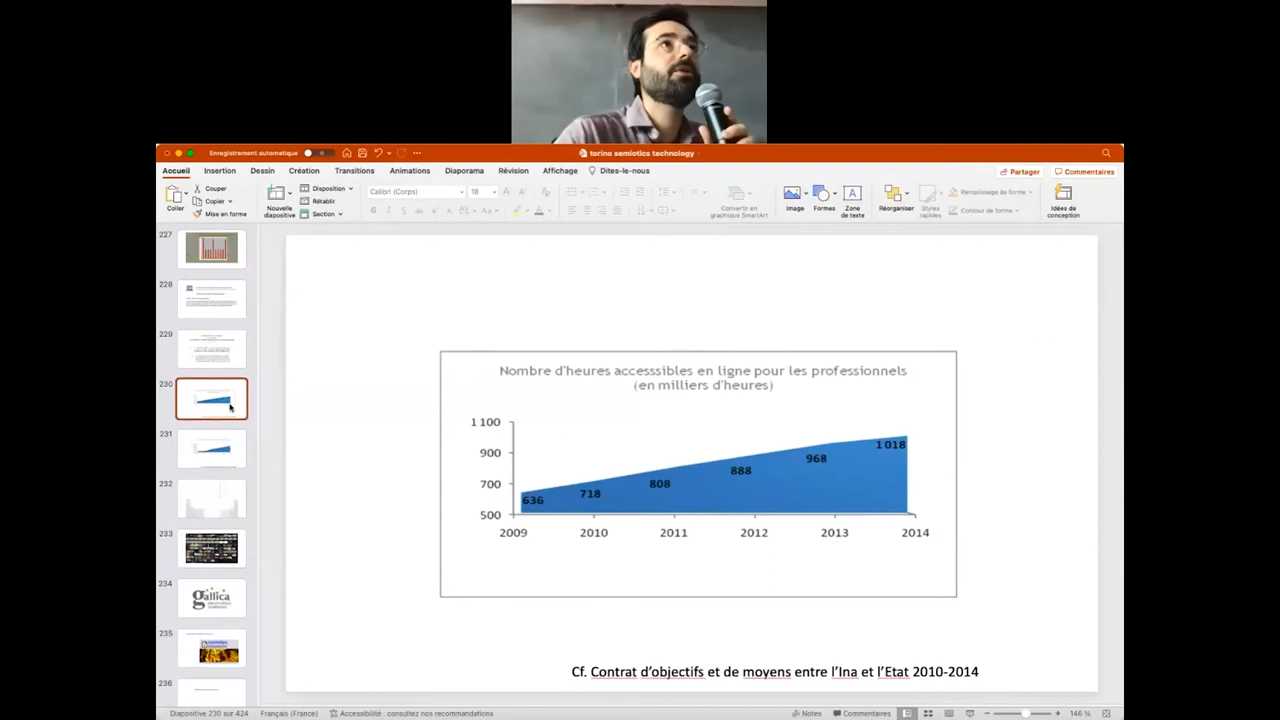 Enregistrement automatique
torino semiotics technology
Accueil Insertion Dessin Création Transitions Animations Diaporama Révision Affichage Dites-le-nous
Partager Commentaires
Coller
Couper
Copier
Mise en forme
Nouvelle diapositive
Disposition
Rétablir
Section
Calibri (Corps) 18
Convertir en graphique SmartArt
Image
Formes
Zone de texte
Réorganiser
Styles rapides
Remplissage de forme
Contour de forme
Idées de conception
227
228
229
230
231
232
233
234
gallica
235
236
Nombre d'heures accesssibles en ligne pour les professionnels
(en milliers d'heures)
1 100
900
700
500
636 718 808 888 968 1 018
2009 2010 2011 2012 2013 2014
Cf. Contrat d'objectifs et de moyens entre l'Ina et l'Etat 2010-2014
Diapositive 230 sur 424 Français (France) Accessibilité : consultez nos recommandations Notes Commentaires 146 %